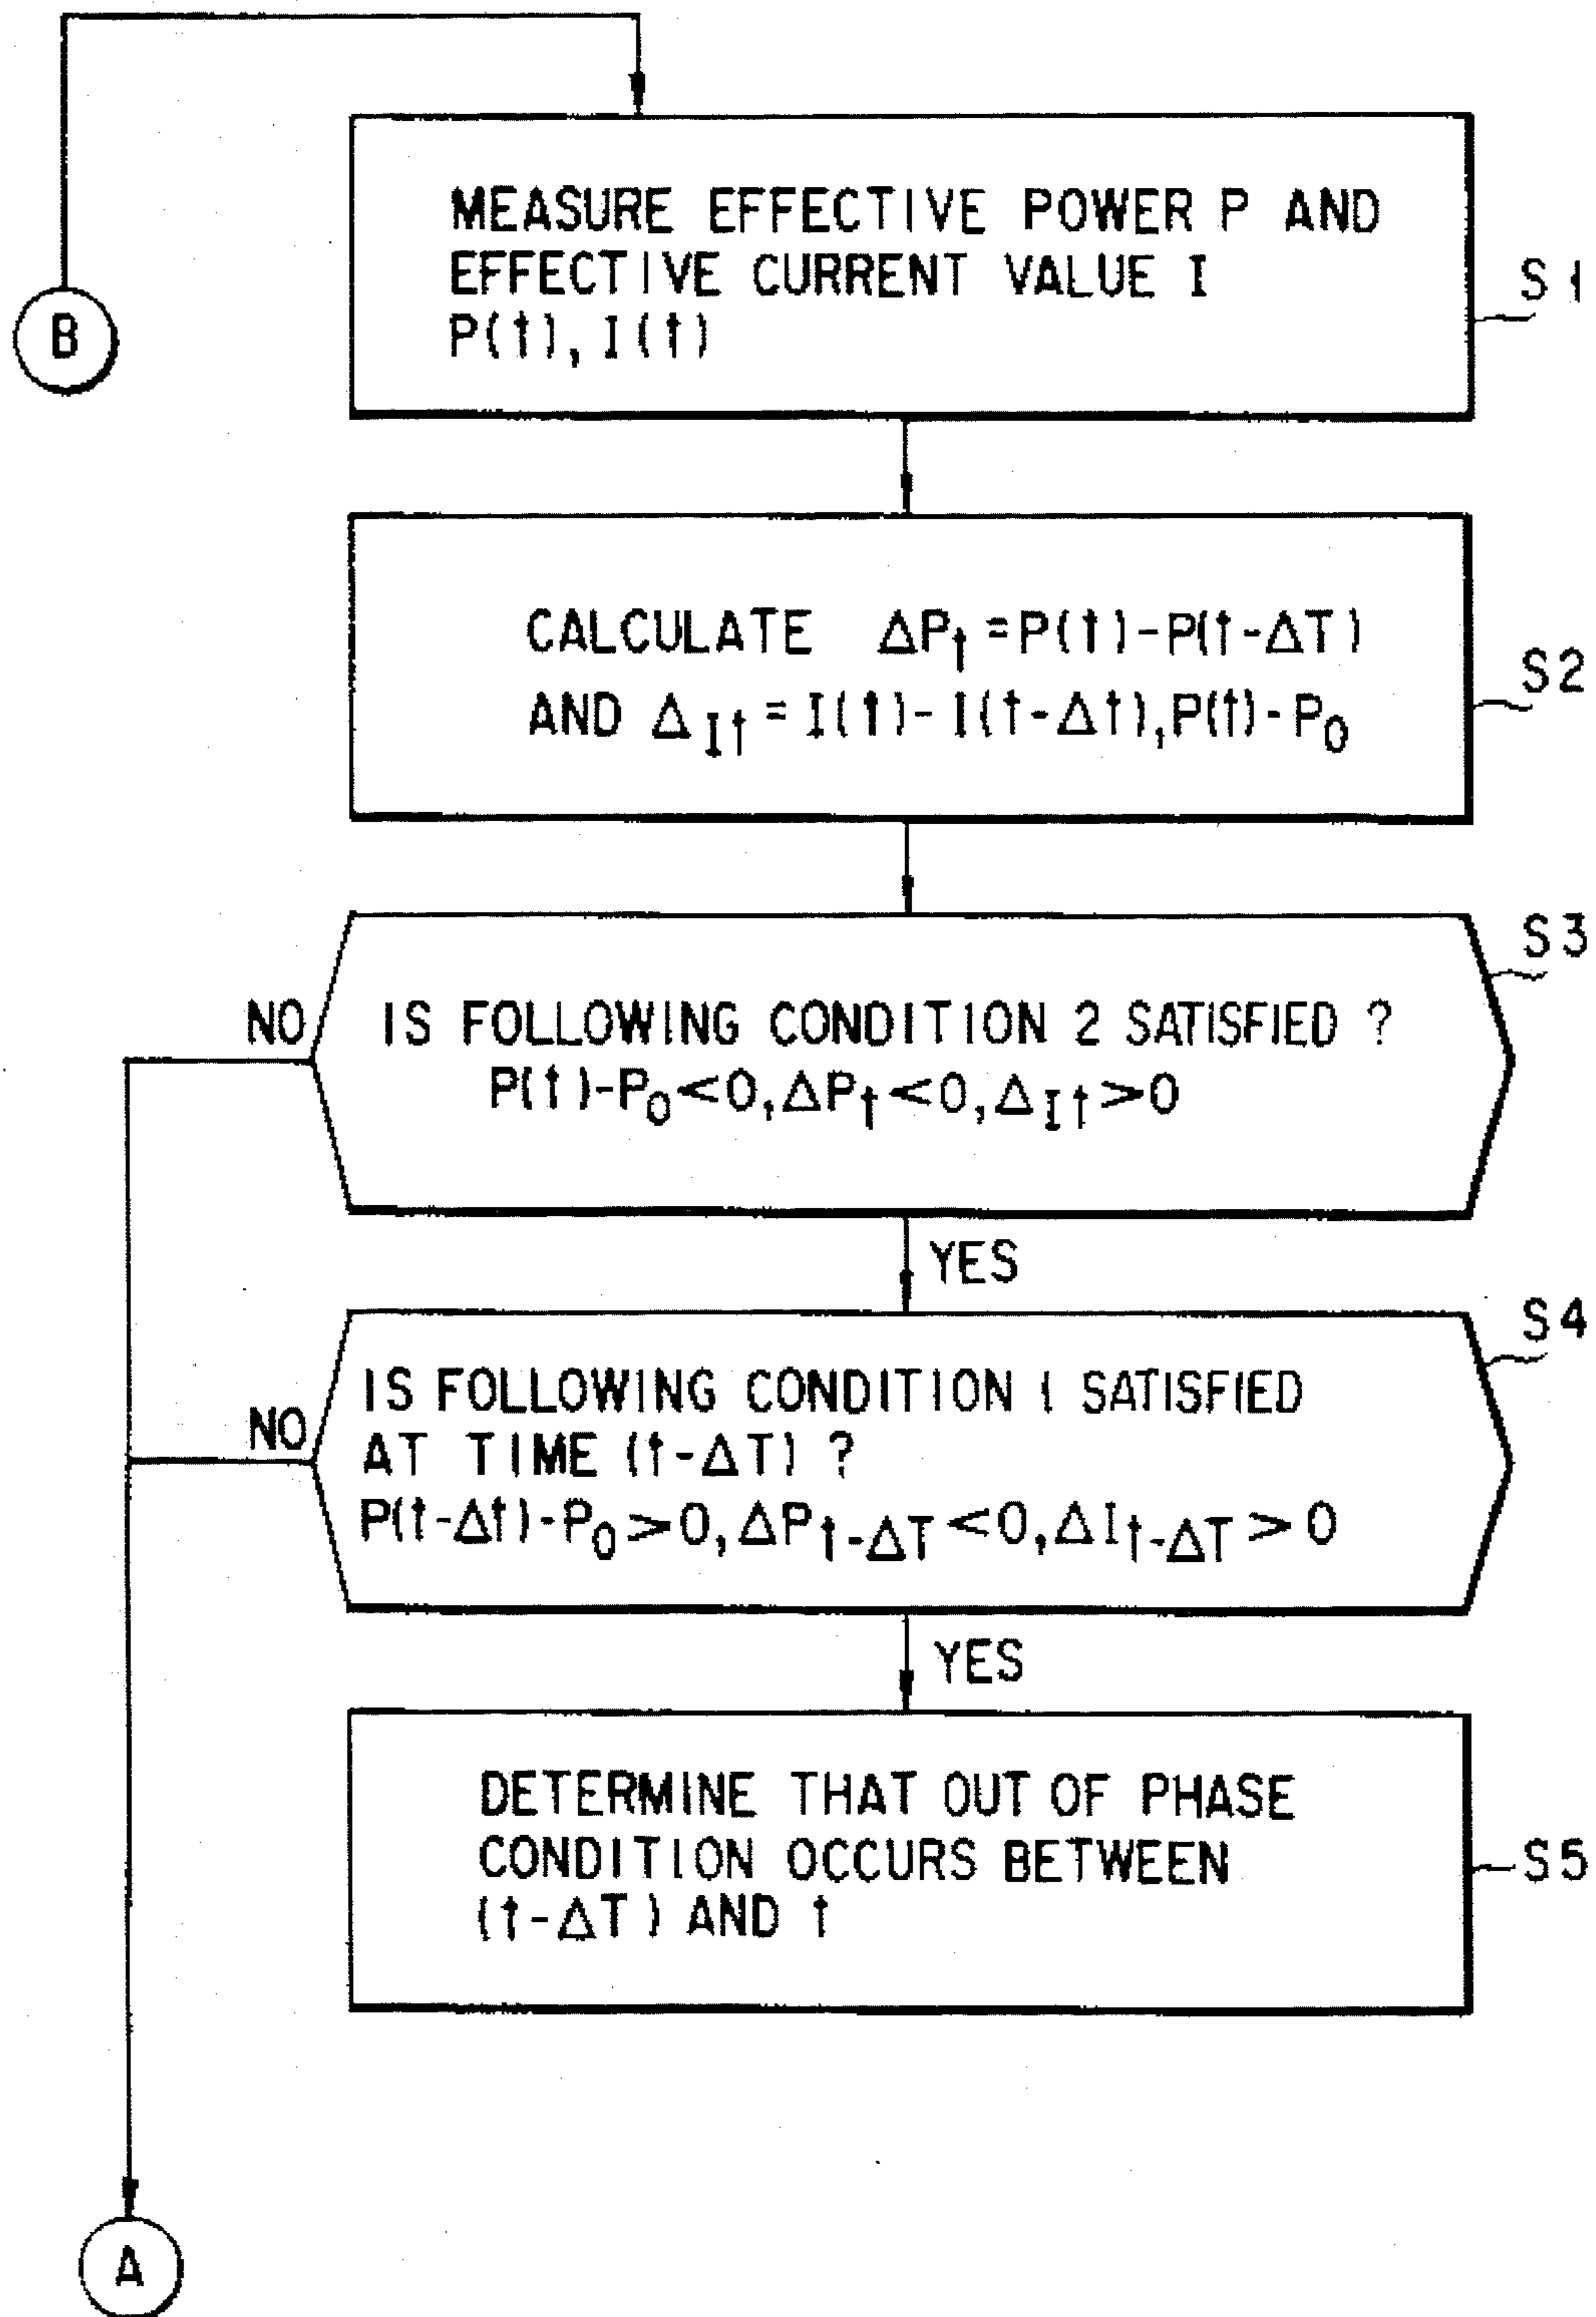 B
MEASURE EFFECTIVE POWER P AND
EFFECTIVE CURRENT VALUE I
P(t), I(t)
S1
CALCULATE ΔPt = P(t)-P(t-ΔT)
AND ΔIt = I(t)-I(t-Δt), P(t)-P0
S2
S3
NO
IS FOLLOWING CONDITION 2 SATISFIED ?
P(t)-P0<0, ΔPt<0, ΔIt>0
YES
S4
NO
IS FOLLOWING CONDITION 1 SATISFIED
AT TIME (t-ΔT) ?
P(t-Δt)-P0>0, ΔPt-ΔT<0, ΔIt-ΔT>0
YES
DETERMINE THAT OUT OF PHASE
CONDITION OCCURS BETWEEN
(t-ΔT) AND t
S5
A